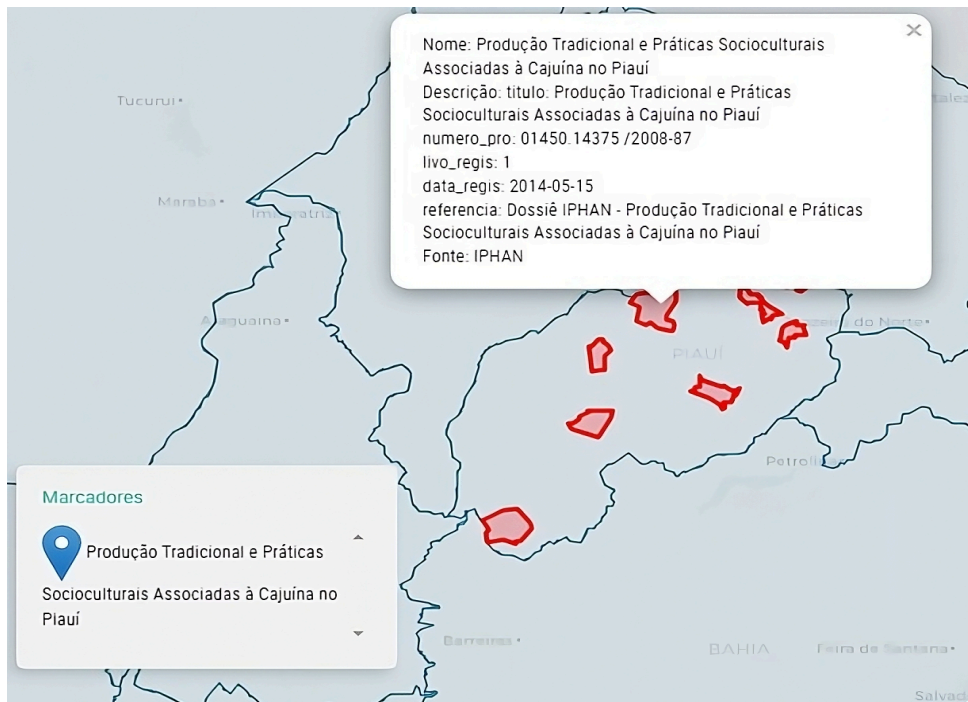 Nome: Produção Tradicional e Práticas Socioculturais
Associadas à Cajuína no Piauí
Descrição: titulo: Produção Tradicional e Práticas
Socioculturais Associadas à Cajuína no Piauí
numero_pro: 01450.14375 /2008-87
livo_regis: 1
data_regis: 2014-05-15
referencia: Dossiê IPHAN - Produção Tradicional e Práticas
Socioculturais Associadas à Cajuína no Piauí
Fonte: IPHAN
Tucuruí
Marabá
Imperatriz
Araguaína
do Norte
PIAUÍ
Marcadores
Produção Tradicional e Práticas
Socioculturais Associadas à Cajuína no
Piauí
Barreiras
BAHIA
Feira de Santana